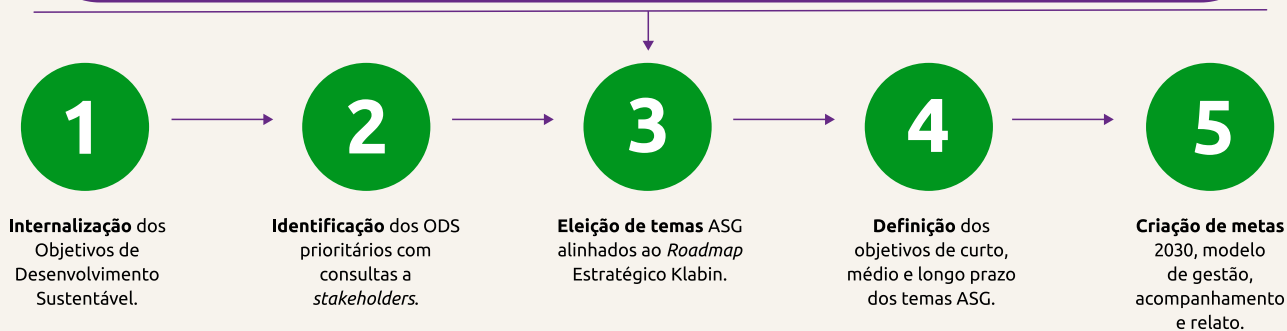 1
Internalização dos
Objetivos de
Desenvolvimento
Sustentável.
2
Identificação dos ODS
prioritários com
consultas a
stakeholders.
3
Eleição de temas ASG
alinhados ao Roadmap
Estratégico Klabin.
4
Definição dos
objetivos de curto,
médio e longo prazo
dos temas ASG.
5
Criação de metas
2030, modelo
de gestão,
acompanhamento
e relato.